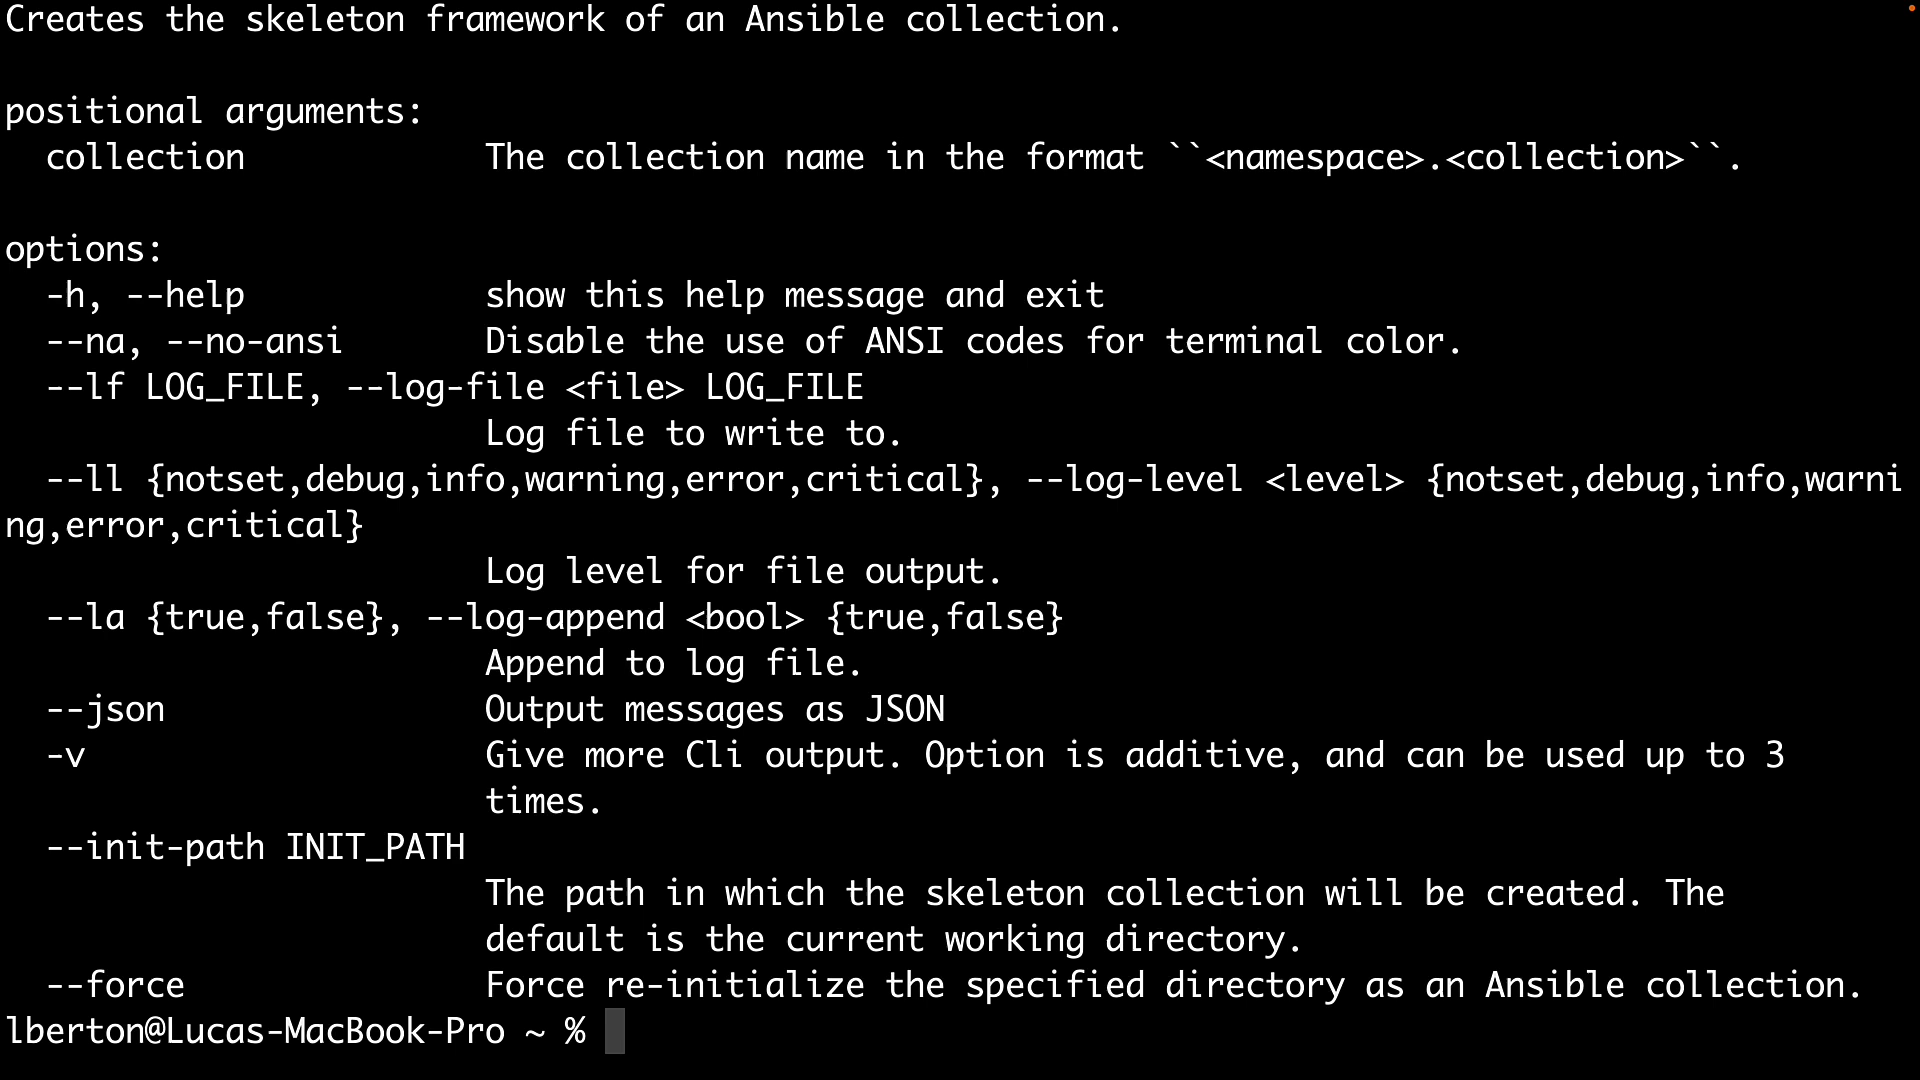 Creates the skeleton framework of an Ansible collection.
positional arguments:
collection The collection name in the format ``<namespace>.<collection>``.
options:
-h, --help show this help message and exit
--na, --no-ansi Disable the use of ANSI codes for terminal color.
--lf LOG_FILE, --log-file <file> LOG_FILE
Log file to write to.
--ll {notset,debug,info,warning,error,critical}, --log-level <level> {notset,debug,info,warni
ng,error,critical}
Log level for file output.
--la {true,false}, --log-append <bool> {true,false}
Append to log file.
--json Output messages as JSON
-v Give more Cli output. Option is additive, and can be used up to 3
times.
--init-path INIT_PATH
The path in which the skeleton collection will be created. The
default is the current working directory.
--force Force re-initialize the specified directory as an Ansible collection.
lberton@Lucas-MacBook-Pro ~ %